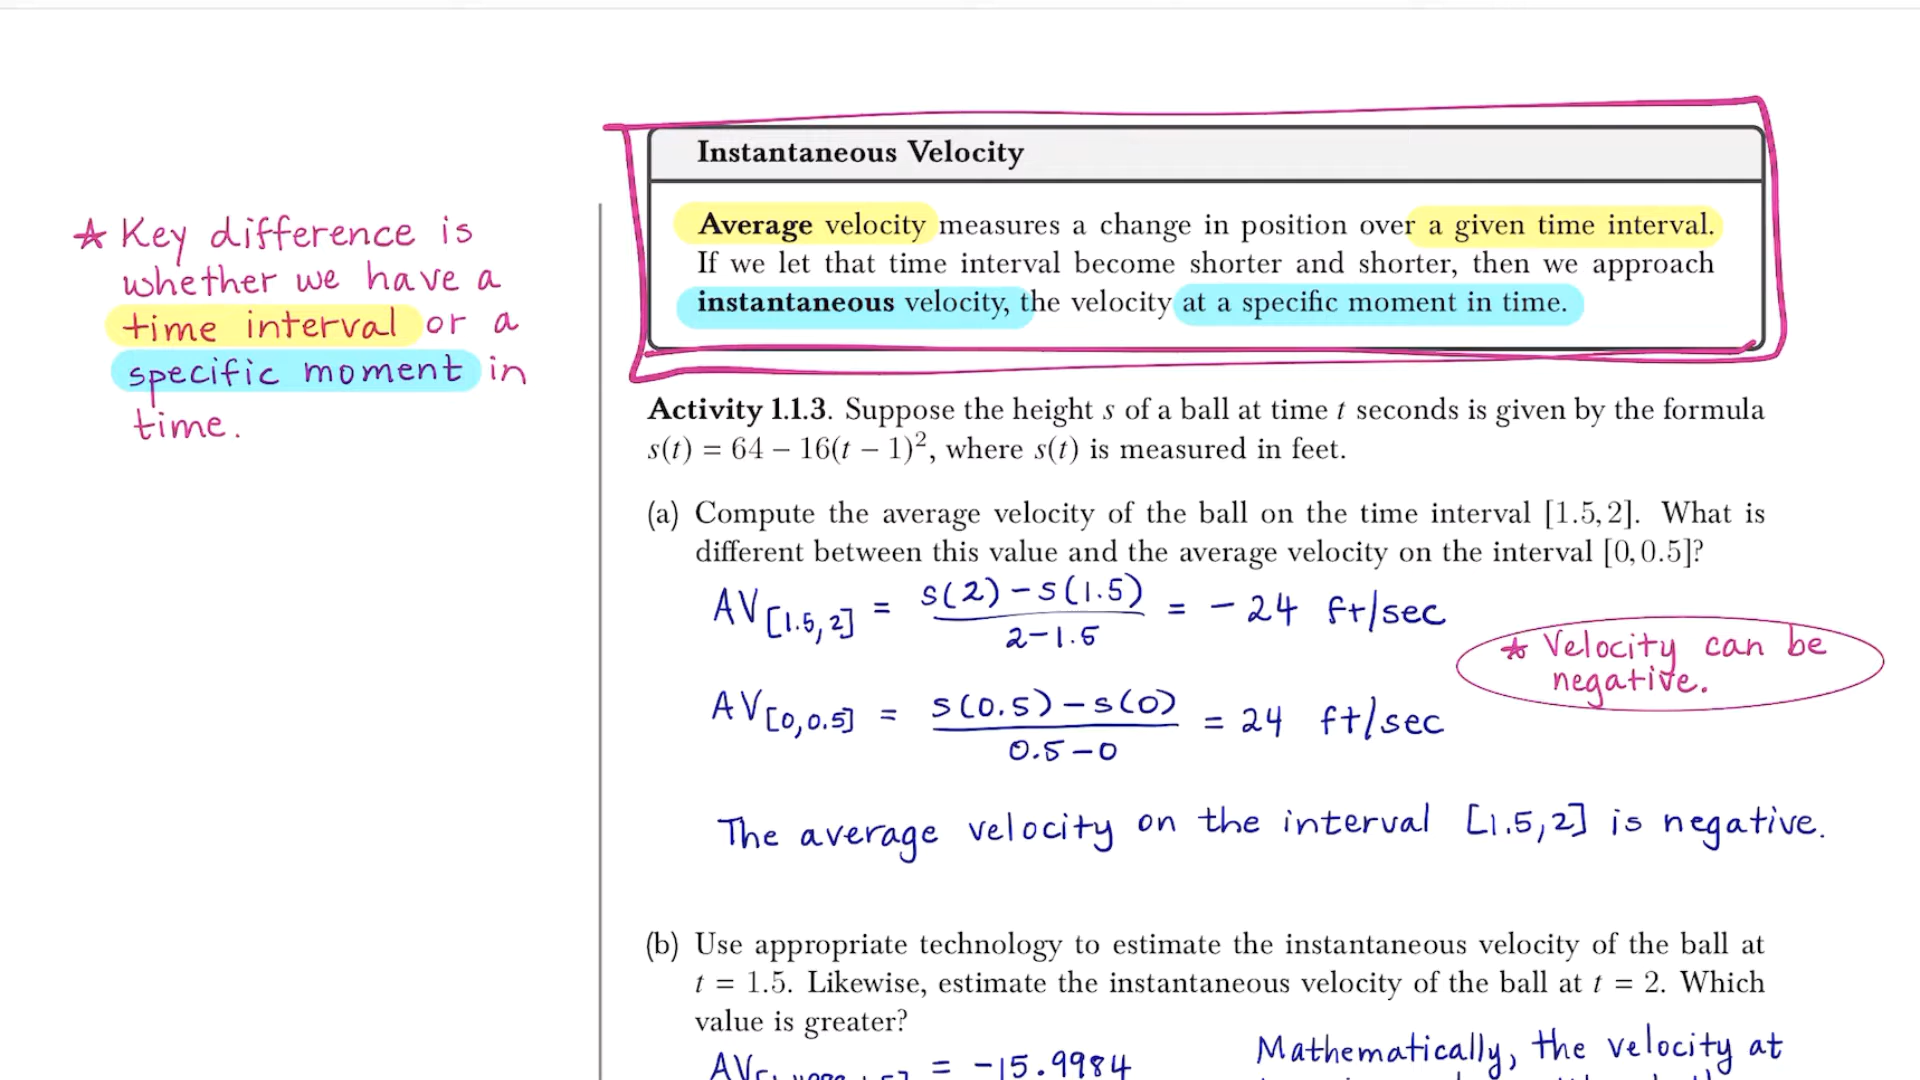 Instantaneous Velocity
Average velocity measures a change in position over a given time interval.
If we let that time interval become shorter and shorter, then we approach
instantaneous velocity, the velocity at a specific moment in time.
★ Key difference is
whether we have a
time interval or a
specific moment in
time.
Activity 1.1.3. Suppose the height s of a ball at time t seconds is given by the formula
s(t) = 64 − 16(t − 1)², where s(t) is measured in feet.
(a) Compute the average velocity of the ball on the time interval [1.5, 2]. What is
different between this value and the average velocity on the interval [0, 0.5]?
AV[1.5, 2] = (s(2) − s(1.5)) / (2 − 1.5) = −24 ft/sec
★ Velocity can be
negative.
AV[0, 0.5] = (s(0.5) − s(0)) / (0.5 − 0) = 24 ft/sec
The average velocity on the interval [1.5, 2] is negative.
(b) Use appropriate technology to estimate the instantaneous velocity of the ball at
t = 1.5. Likewise, estimate the instantaneous velocity of the ball at t = 2. Which
value is greater?
AV = −15.9984
Mathematically, the velocity at